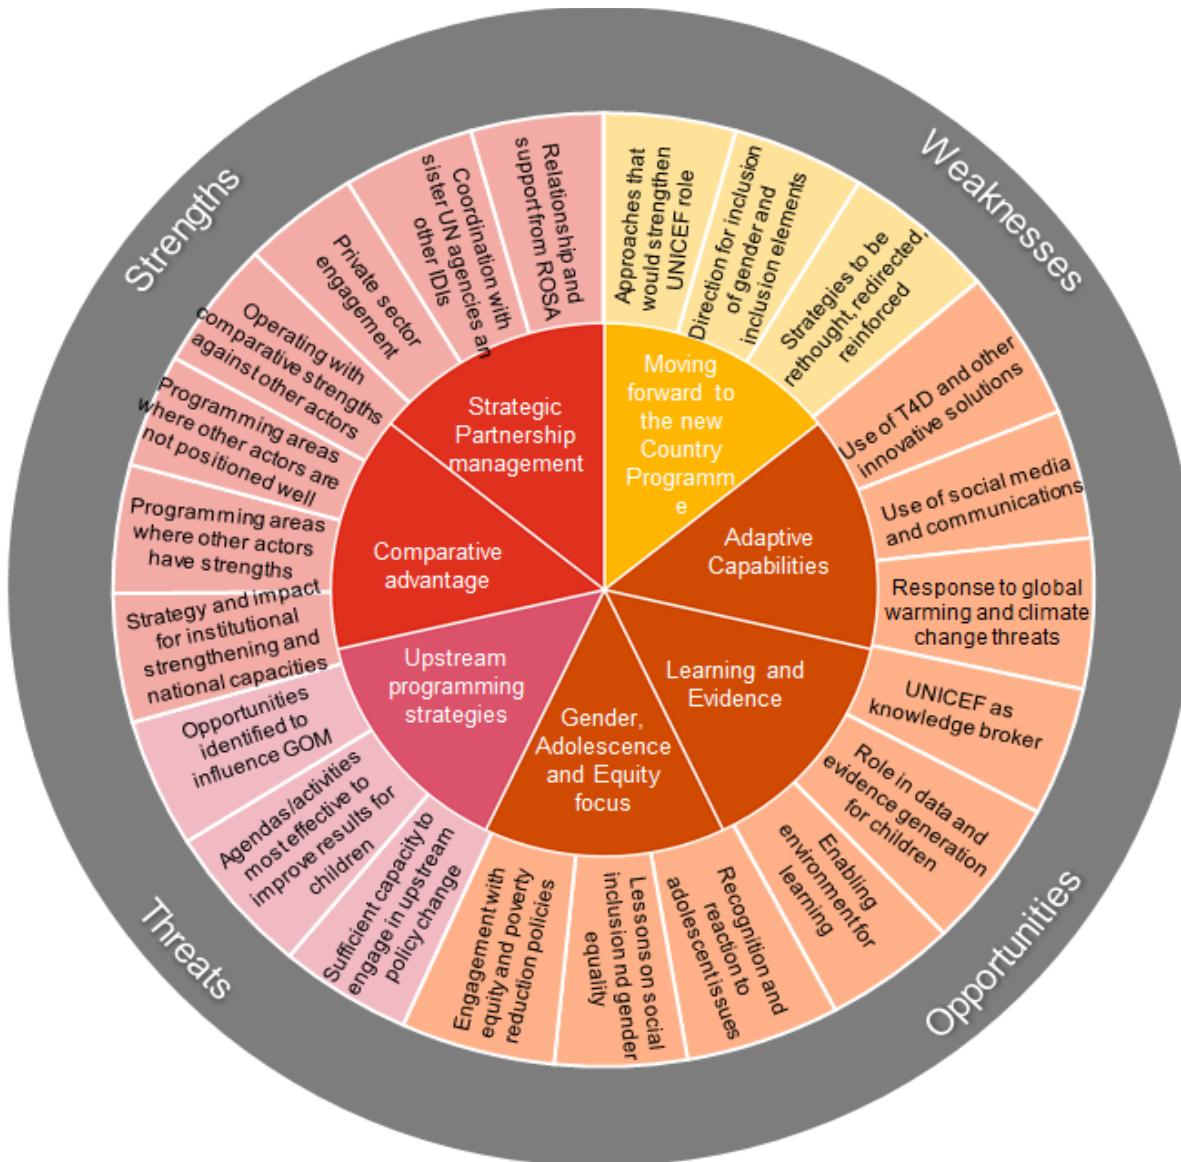 Strengths
Weaknesses
Opportunities
Threats
Moving
forward to
the new
Country
Programm
e
Adaptive
Capabilities
Learning and
Evidence
Gender,
Adolescence
and Equity
focus
Upstream
programming
strategies
Comparative
advantage
Strategic
Partnership
management
Approaches that
would strengthen
UNICEF role
Direction for inclusion
of gender and
inclusion elements
Strategies to be
rethought, redirected,
reinforced
Use of T4D and other
innovative solutions
Use of social media
and communications
Response to global
warming and climate
change threats
UNICEF as
knowledge broker
Role in data and
evidence generation
for children
Enabling
environment for
learning
Recognition and
reaction to
adolescent issues
Lessons on social
inclusion nd gender
equality
Engagement with
equity and poverty
reduction policies
Sufficient capacity to
engage in upstream
policy change
Agendas/activities
most effective to
improve results for
children
Opportunities
identified to
influence GOM
Strategy and impact
for institutional
strengthening and
national capacities
Programming areas
where other actors
have strengths
Programming areas
where other actors are
not positioned well
Operating with
comparative strengths
against other actors
Private sector
engagement
Coordination with
sister UN agencies an
other IDIs
Relationship and
support from ROSA